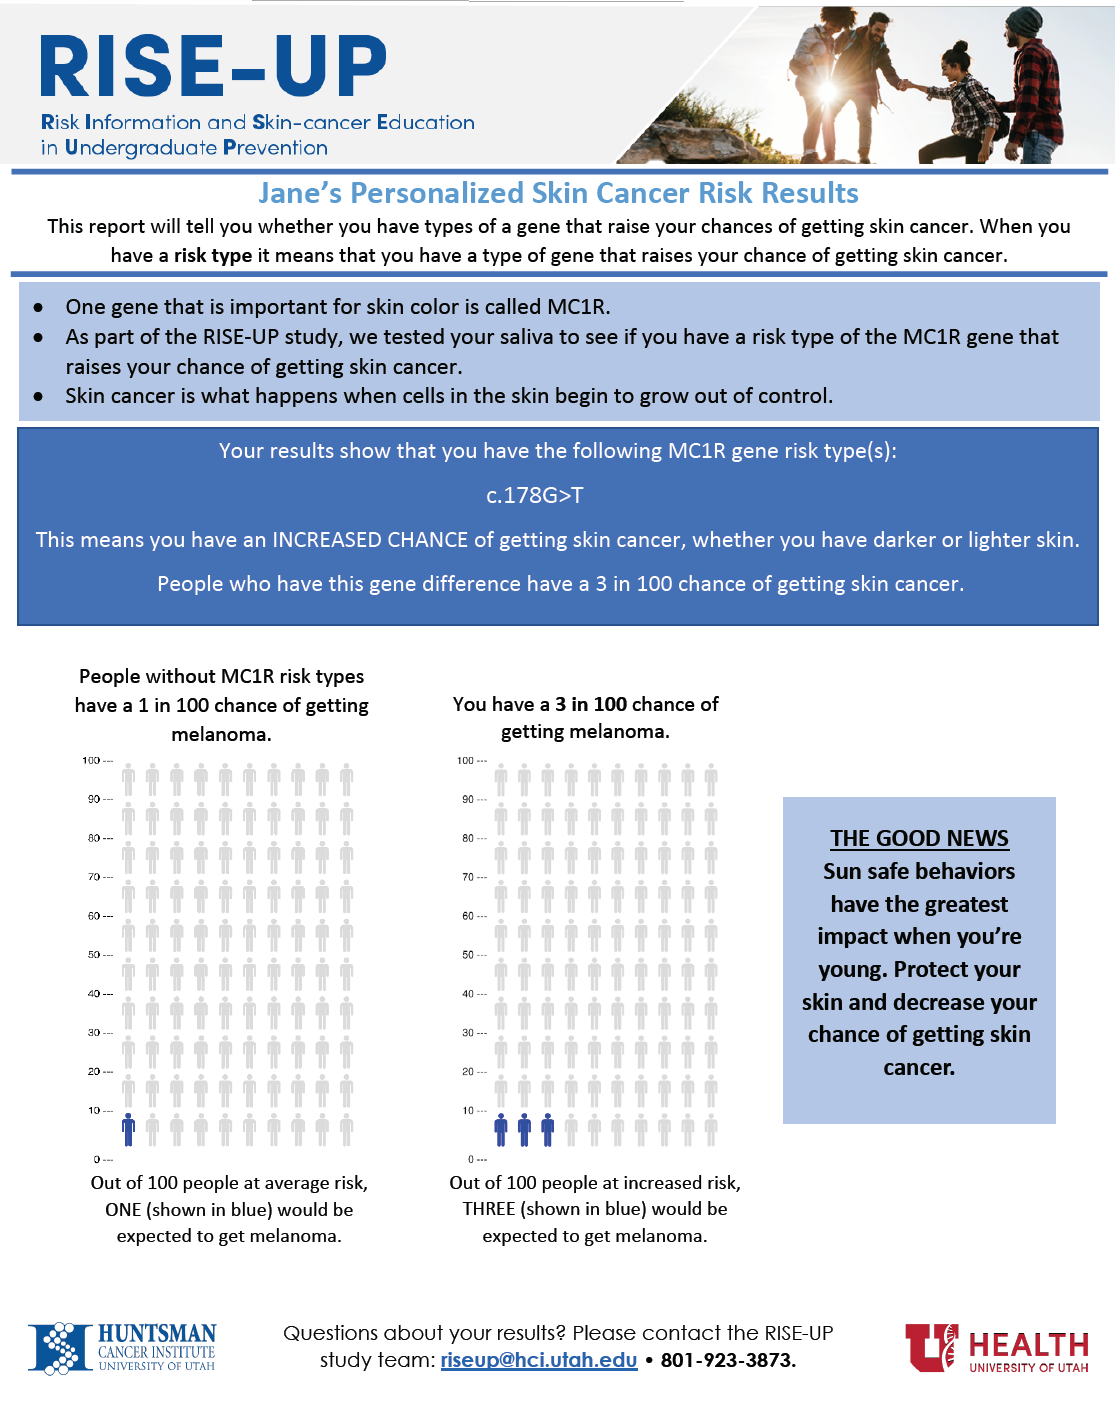 RISE-UP
Risk Information and Skin-cancer Education
in Undergraduate Prevention
Jane's Personalized Skin Cancer Risk Results
This report will tell you whether you have types of a gene that raise your chances of getting skin cancer. When you
have a risk type it means that you have a type of gene that raises your chance of getting skin cancer.
● One gene that is important for skin color is called MC1R.
● As part of the RISE-UP study, we tested your saliva to see if you have a risk type of the MC1R gene that
raises your chance of getting skin cancer.
● Skin cancer is what happens when cells in the skin begin to grow out of control.
Your results show that you have the following MC1R gene risk type(s):
c.178G>T
This means you have an INCREASED CHANCE of getting skin cancer, whether you have darker or lighter skin.
People who have this gene difference have a 3 in 100 chance of getting skin cancer.
People without MC1R risk types
have a 1 in 100 chance of getting
melanoma.
100 ---
90 ---
80 ---
70 ---
60 ---
50 ---
40 ---
30 ---
20 ---
10 ---
0 ---
Out of 100 people at average risk,
ONE (shown in blue) would be
expected to get melanoma.
You have a 3 in 100 chance of
getting melanoma.
100 ---
90 ---
80 ---
70 ---
60 ---
50 ---
40 ---
30 ---
20 ---
10 ---
0 ---
Out of 100 people at increased risk,
THREE (shown in blue) would be
expected to get melanoma.
THE GOOD NEWS
Sun safe behaviors
have the greatest
impact when you're
young. Protect your
skin and decrease your
chance of getting skin
cancer.
HUNTSMAN
CANCER INSTITUTE
UNIVERSITY OF UTAH
Questions about your results? Please contact the RISE-UP
study team: riseup@hci.utah.edu • 801-923-3873.
U HEALTH
UNIVERSITY OF UTAH